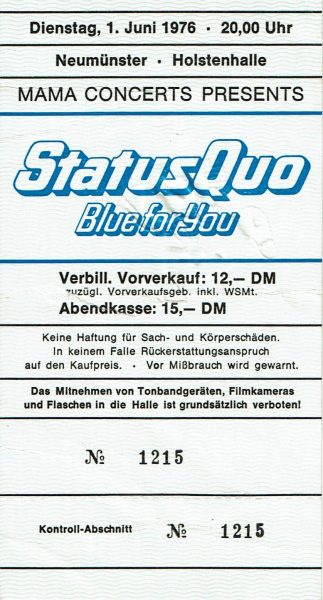 Dienstag, 1. Juni 1976 · 20,00 Uhr
Neumünster · Holstenhalle
MAMA CONCERTS PRESENTS
Status Quo
Blue for You
Verbill. Vorverkauf: 12,— DM
zuzügl. Vorverkaufsgeb. inkl. WSMt.
Abendkasse: 15,— DM
Keine Haftung für Sach- und Körperschäden.
In keinem Falle Rückerstattungsanspruch
auf den Kaufpreis. · Vor Mißbrauch wird gewarnt.
Das Mitnehmen von Tonbandgeräten, Filmkameras
und Flaschen in die Halle ist grundsätzlich verboten!
№ 1215
Kontroll-Abschnitt № 1215